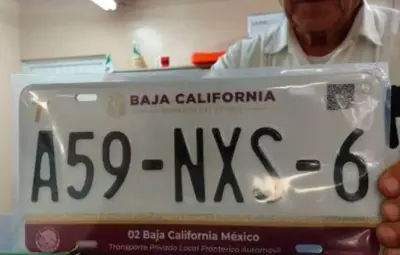 BAJA CALIFORNIA
A59-NXS-6
02 Baja California México
Transporte Privado Local Fronterizo Automóvil